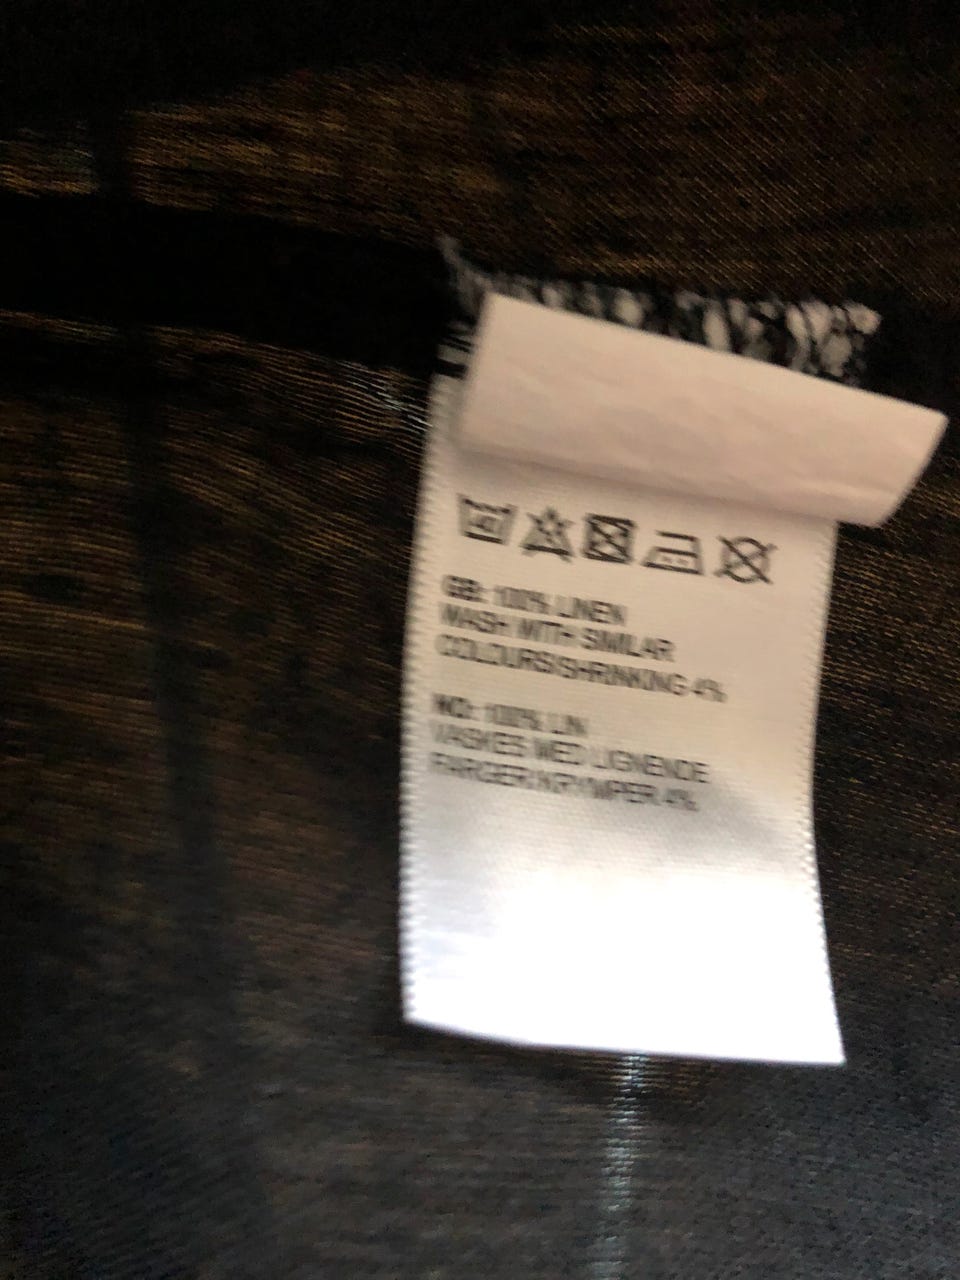 GB: 100% LINEN
WASH WITH SIMILAR
COLOURS/SHRINKING 4%
NO: 100% LIN
VASKES MED LIGNENDE
FARGER/KRYMPER 4%